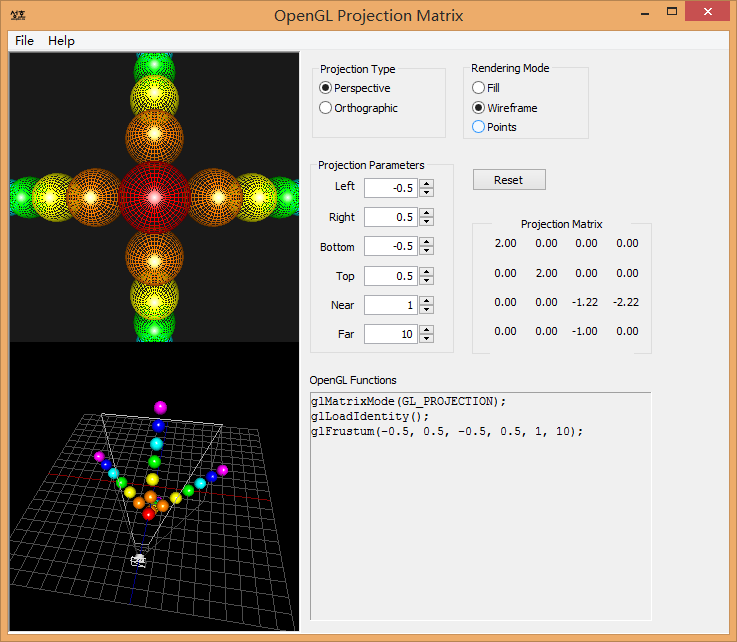 OpenGL Projection Matrix
File Help
Projection Type
Perspective
Orthographic
Rendering Mode
Fill
Wireframe
Points
Projection Parameters
Left -0.5
Right 0.5
Bottom -0.5
Top 0.5
Near 1
Far 10
Reset
Projection Matrix
2.00 0.00 0.00 0.00
0.00 2.00 0.00 0.00
0.00 0.00 -1.22 -2.22
0.00 0.00 -1.00 0.00
OpenGL Functions
glMatrixMode(GL_PROJECTION);
glLoadIdentity();
glFrustum(-0.5, 0.5, -0.5, 0.5, 1, 10);